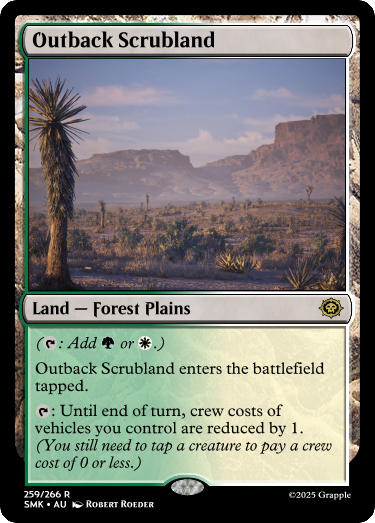 Outback Scrubland
Land — Forest Plains
(T: Add G or W.)
Outback Scrubland enters the battlefield
tapped.
T: Until end of turn, crew costs of
vehicles you control are reduced by 1.
(You still need to tap a creature to pay a crew
cost of 0 or less.)
259/266 R
SMK • AU Robert Roeder
©2025 Grapple